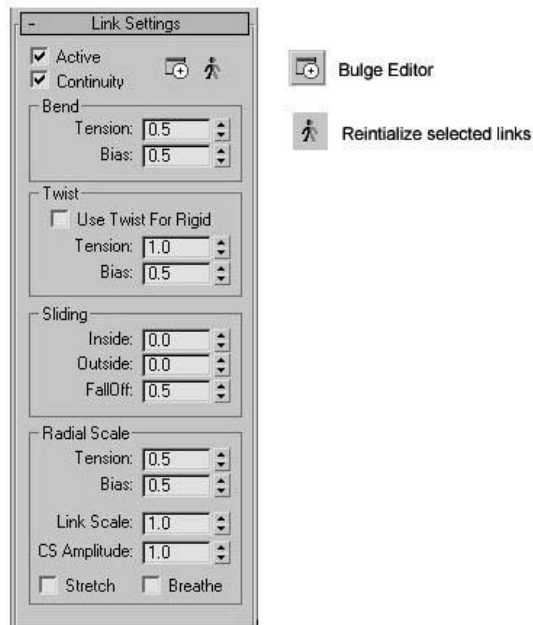 - Link Settings
Active
Continuity
Bulge Editor
Reintialize selected links
Bend
Tension: 0.5
Bias: 0.5
Twist
Use Twist For Rigid
Tension: 1.0
Bias: 0.5
Sliding
Inside: 0.0
Outside: 0.0
FallOff: 0.5
Radial Scale
Tension: 0.5
Bias: 0.5
Link Scale: 1.0
CS Amplitude: 1.0
Stretch Breathe